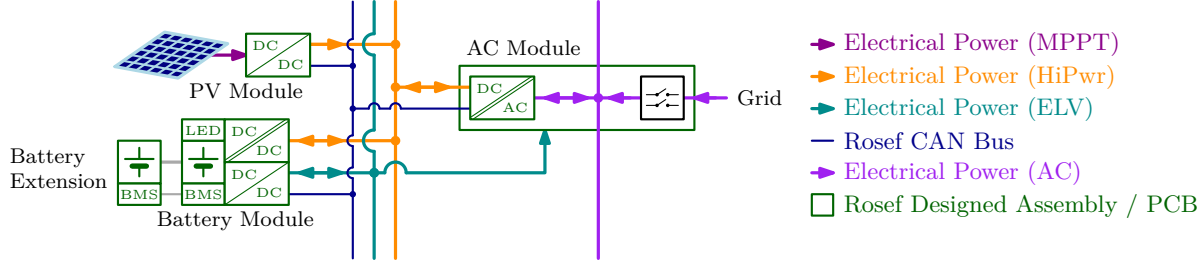 DC
DC
PV Module
AC Module
DC
AC
Grid
LED
DC
DC
DC
DC
BMS
BMS
Battery
Extension
Battery Module
Electrical Power (MPPT)
Electrical Power (HiPwr)
Electrical Power (ELV)
Rosef CAN Bus
Electrical Power (AC)
Rosef Designed Assembly / PCB